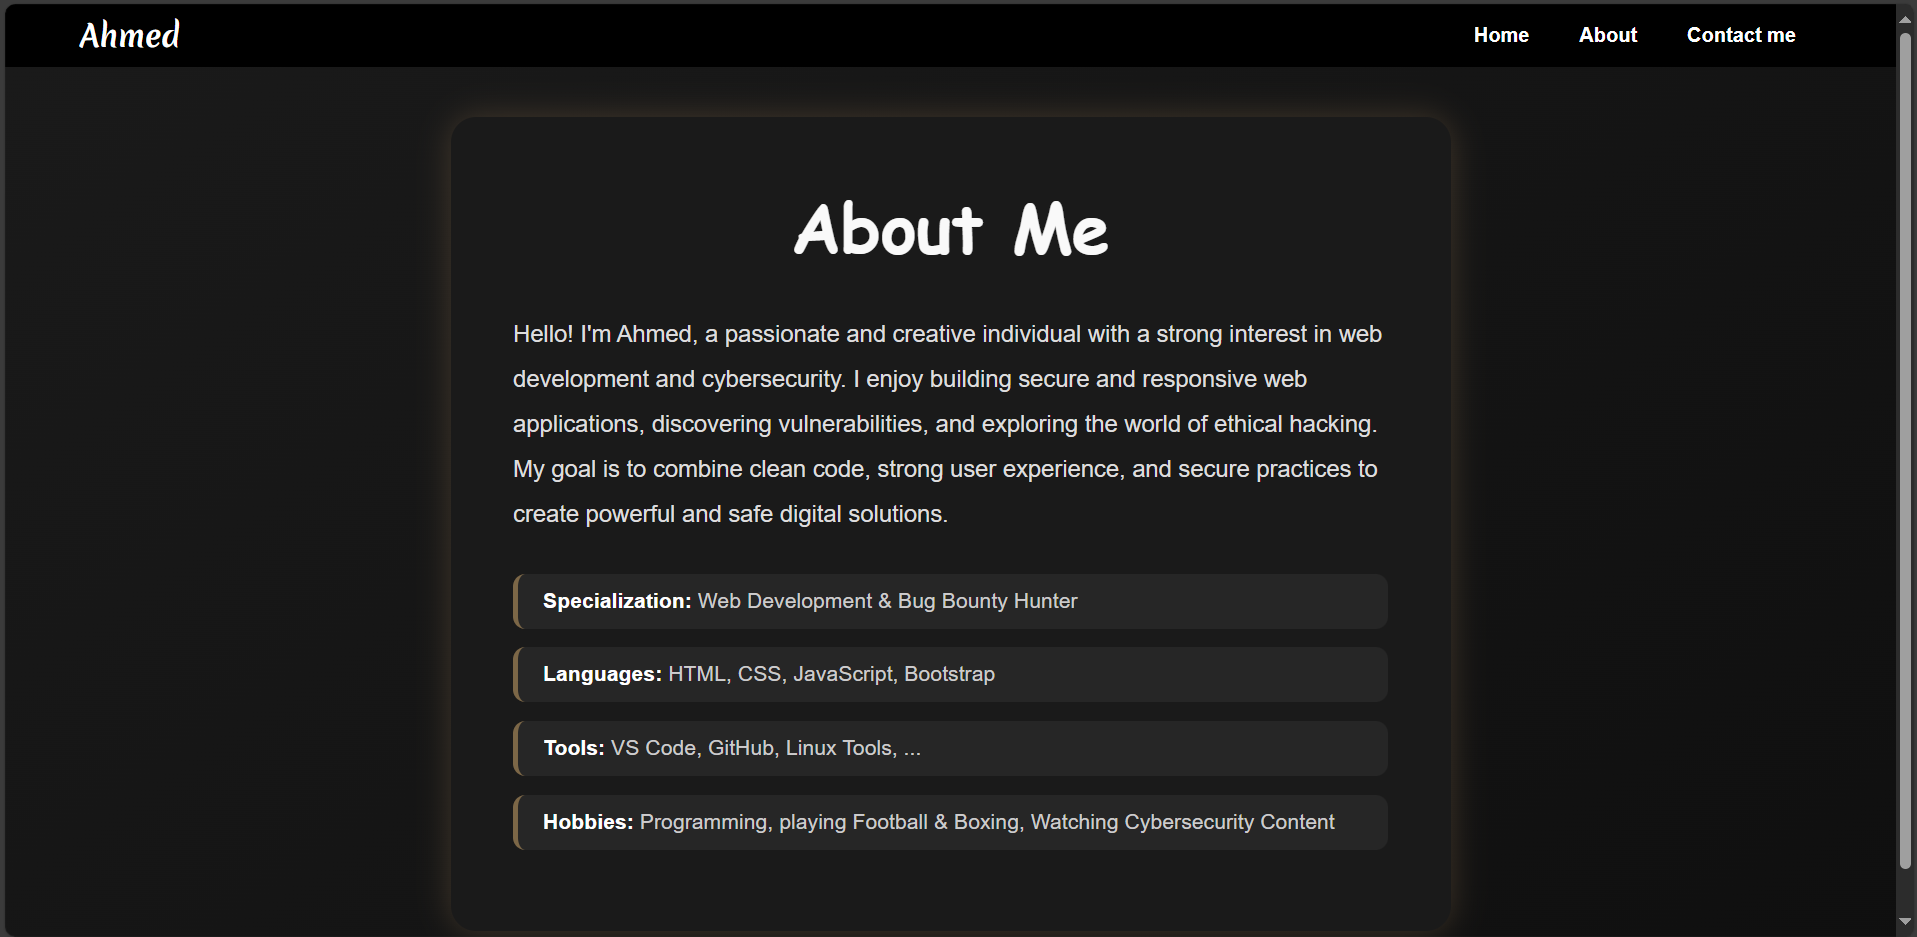 Ahmed
Home About Contact me
About Me
Hello! I'm Ahmed, a passionate and creative individual with a strong interest in web
development and cybersecurity. I enjoy building secure and responsive web
applications, discovering vulnerabilities, and exploring the world of ethical hacking.
My goal is to combine clean code, strong user experience, and secure practices to
create powerful and safe digital solutions.
Specialization: Web Development & Bug Bounty Hunter
Languages: HTML, CSS, JavaScript, Bootstrap
Tools: VS Code, GitHub, Linux Tools, ...
Hobbies: Programming, playing Football & Boxing, Watching Cybersecurity Content